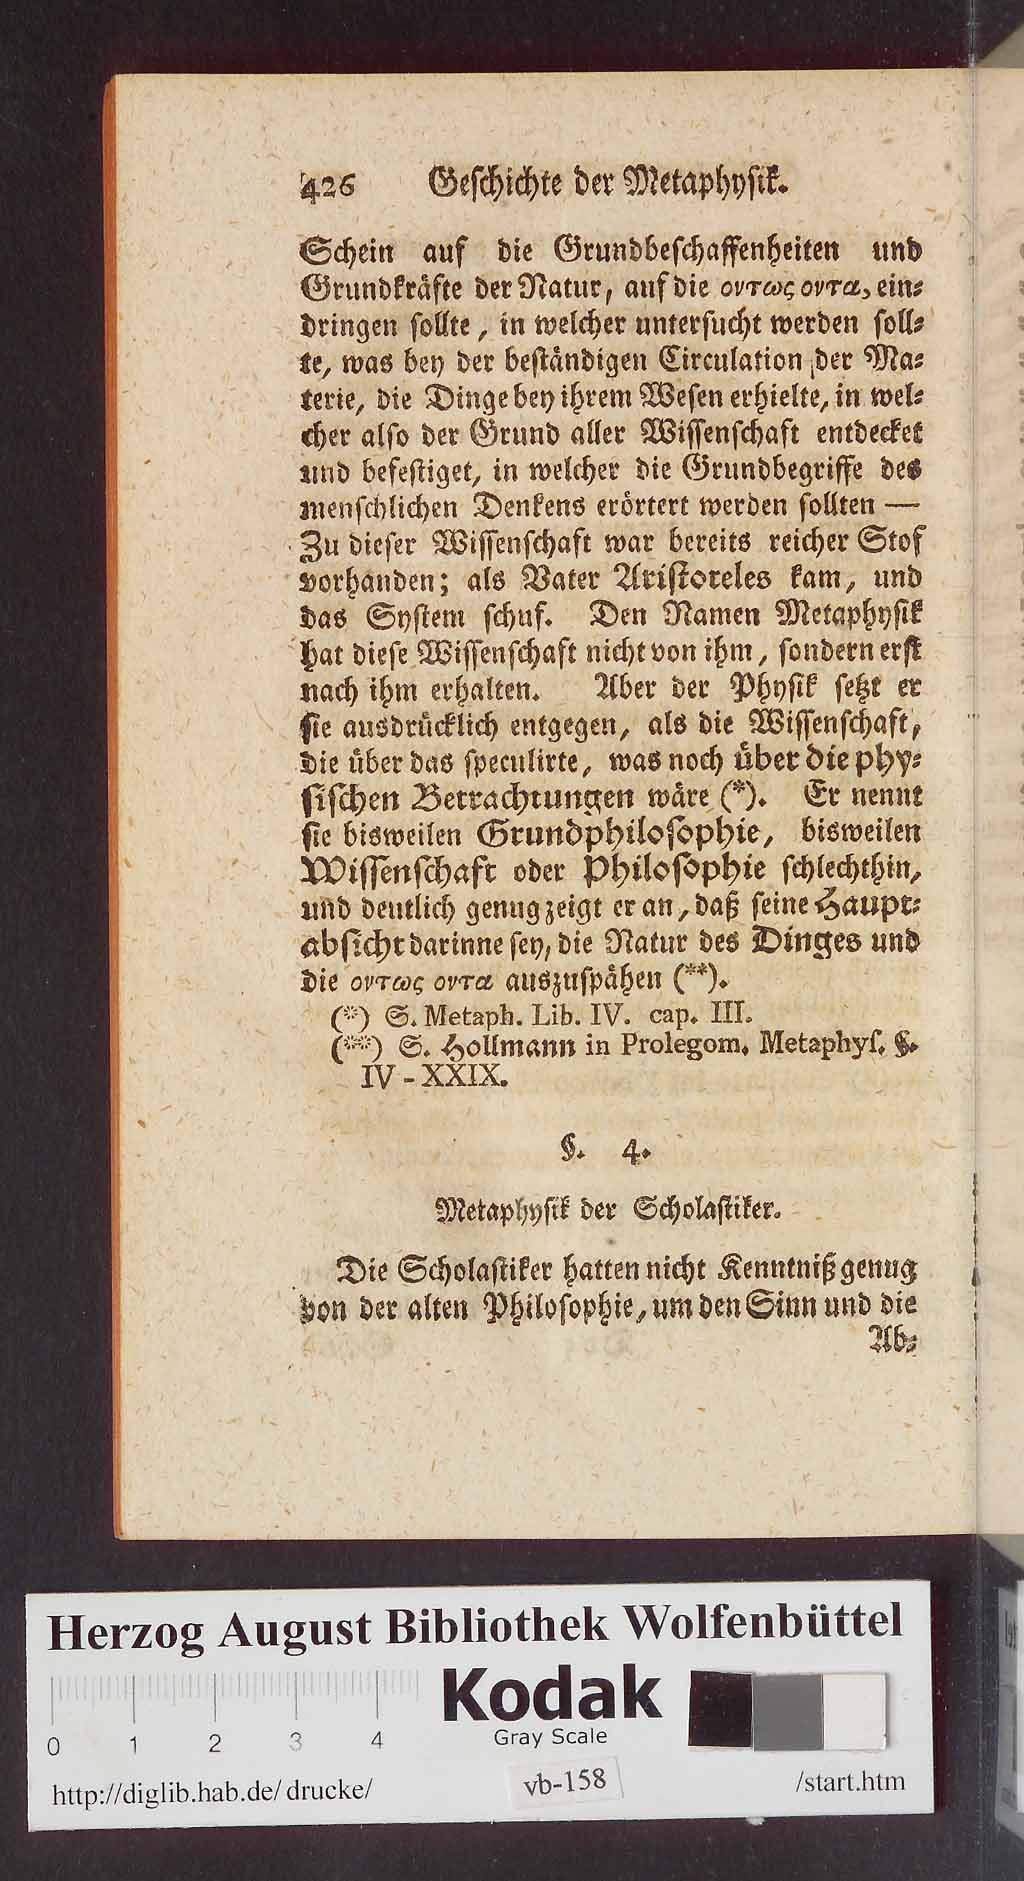 426 Geschichte der Metaphysik.
Schein auf die Grundbeschaffenheiten und
Grundkräfte der Natur, auf die οντως οντα, ein-
dringen sollte, in welcher untersucht werden soll-
te, was bey der beständigen Circulation der Ma-
terie, die Dinge bey ihrem Wesen erhielte, in wel-
cher also der Grund aller Wissenschaft entdecket
und befestiget, in welcher die Grundbegriffe des
menschlichen Denkens erörtert werden sollten —
Zu dieser Wissenschaft war bereits reicher Stof
vorhanden; als Vater Aristoteles kam, und
das System schuf. Den Namen Metaphysik
hat diese Wissenschaft nicht von ihm, sondern erst
nach ihm erhalten. Aber der Physik setzt er
sie ausdrücklich entgegen, als die Wissenschaft,
die über das speculirte, was noch über die phy-
sischen Betrachtungen wäre (*). Er nennt
sie bisweilen Grundphilosophie, bisweilen
Wissenschaft oder Philosophie schlechthin,
und deutlich genug zeigt er an, daß seine Haupt-
absicht darinne sey, die Natur des Dinges und
die οντως οντα auszuspähen (**).
(*) S. Metaph. Lib. IV. cap. III.
(**) S. Hollmann in Prolegom. Metaphys. §.
IV - XXIX.
§. 4.
Metaphysik der Scholastiker.
Die Scholastiker hatten nicht Kenntniß genug
von der alten Philosophie, um den Sinn und die
Ab-
Herzog August Bibliothek Wolfenbüttel
Kodak
Gray Scale
0 1 2 3 4
http://diglib.hab.de/drucke/ vb-158 /start.htm